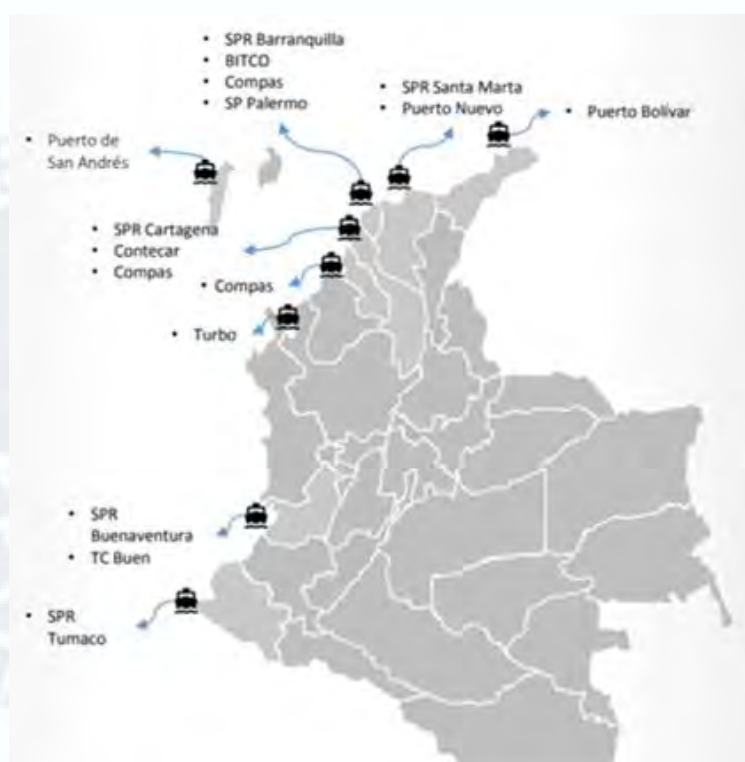 • SPR Barranquilla
• BITCO
• Compas
• SP Palermo
• SPR Santa Marta
• Puerto Nuevo
• Puerto Bolívar
• Puerto de
San Andrés
• SPR Cartagena
• Contecar
• Compas
• Compas
• Turbo
• SPR
Buenaventura
• TC Buen
• SPR
Tumaco